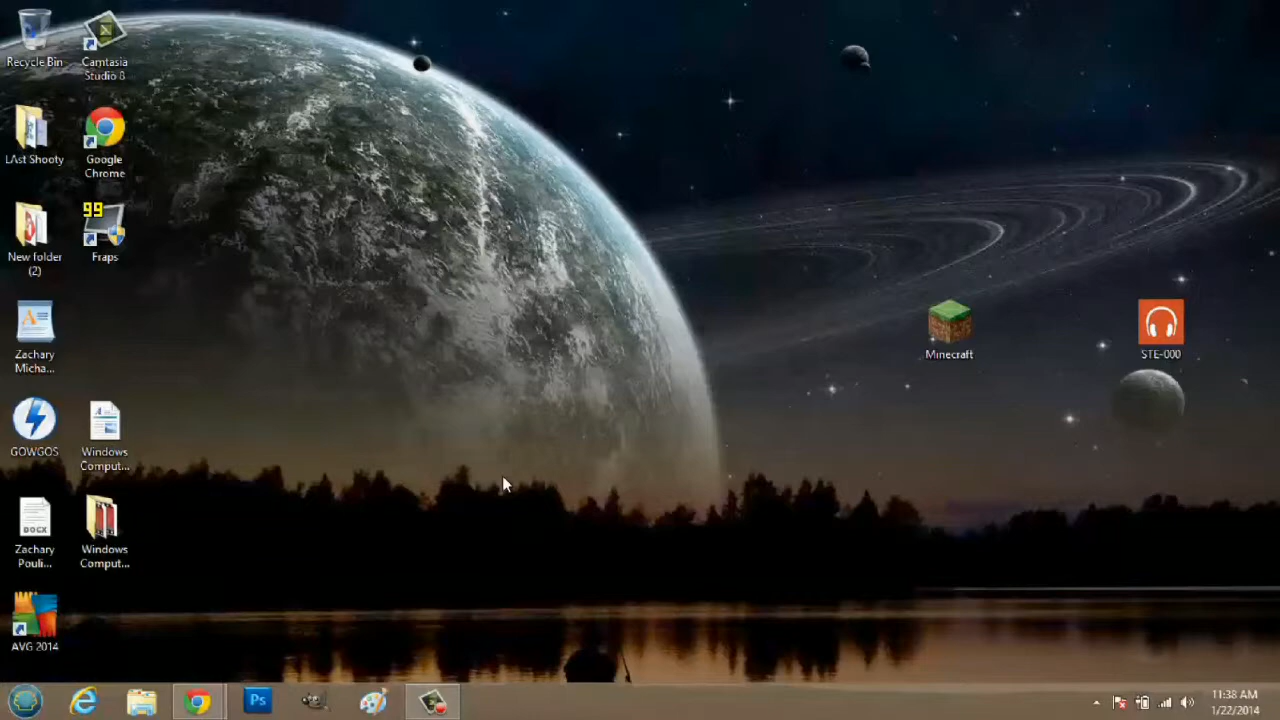 Recycle Bin
Camtasia
Studio 8
LAst Shooty
Google
Chrome
New folder
(2)
99
Fraps
Zachary
Micha...
Minecraft
STE-000
GOWGOS
Windows
Comput...
DOCX
Zachary
Pouli...
Windows
Comput...
AVG 2014
Ps
11:38 AM
1/22/2014